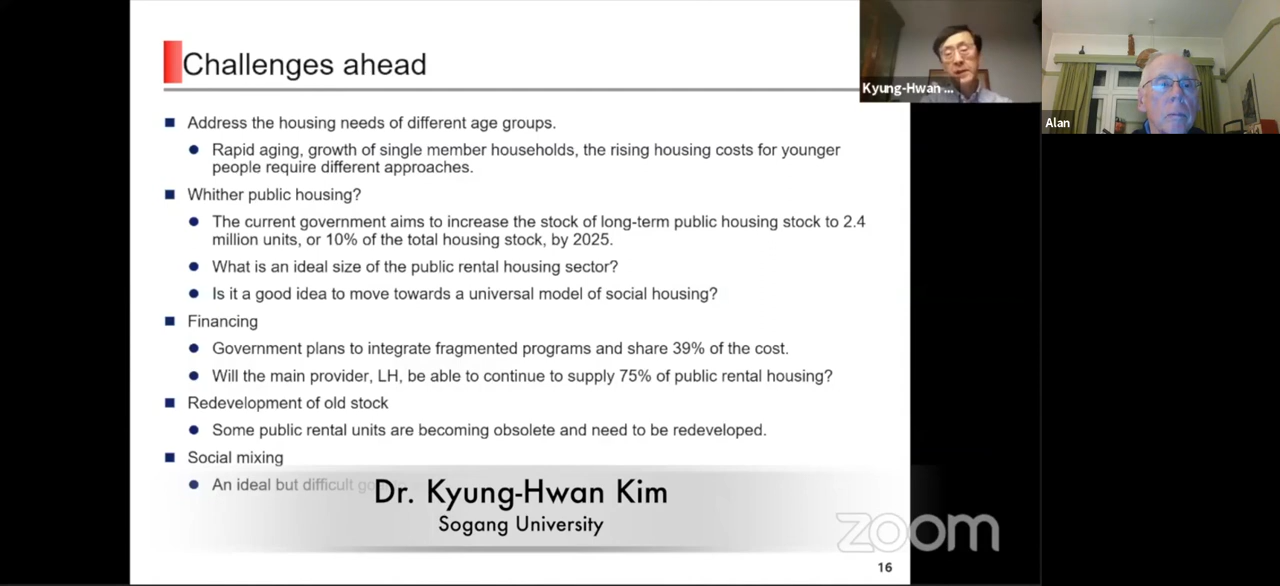 Challenges ahead
Address the housing needs of different age groups.
Rapid aging, growth of single member households, the rising housing costs for younger
people require different approaches.
Whither public housing?
The current government aims to increase the stock of long-term public housing stock to 2.4
million units, or 10% of the total housing stock, by 2025.
What is an ideal size of the public rental housing sector?
Is it a good idea to move towards a universal model of social housing?
Financing
Government plans to integrate fragmented programs and share 39% of the cost.
Will the main provider, LH, be able to continue to supply 75% of public rental housing?
Redevelopment of old stock
Some public rental units are becoming obsolete and need to be redeveloped.
Social mixing
An ideal but difficult
Dr. Kyung-Hwan Kim
Sogang University
zoom
16
Kyung-Hwan ...
Alan